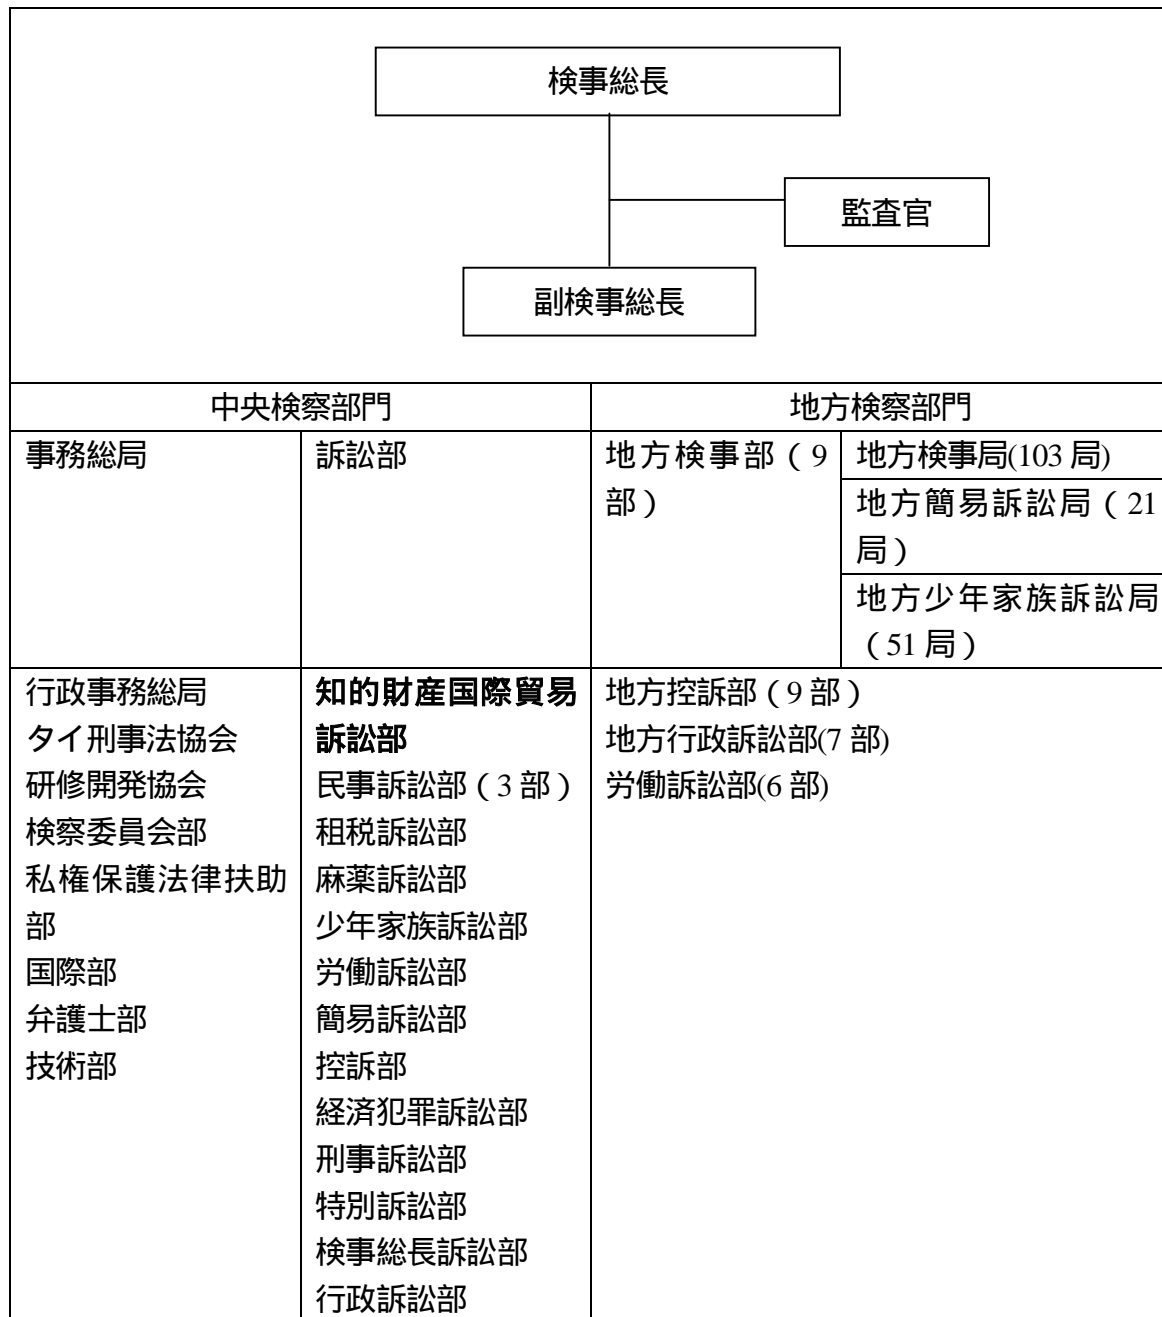 検事総長
監査官
副検事総長
中央検察部門
地方検察部門
事務総局
訴訟部
地方検事部（9
部）
地方検事局(103 局)
地方簡易訴訟局（21
局）
地方少年家族訴訟局
（51 局）
行政事務総局
タイ刑事法協会
研修開発協会
検察委員会部
私権保護法律扶助
部
国際部
弁護士部
技術部
知的財産国際貿易
訴訟部
民事訴訟部（3 部）
租税訴訟部
麻薬訴訟部
少年家族訴訟部
労働訴訟部
簡易訴訟部
控訴部
経済犯罪訴訟部
刑事訴訟部
特別訴訟部
検事総長訴訟部
行政訴訟部
地方控訴部（9 部）
地方行政訴訟部(7 部)
労働訴訟部(6 部)